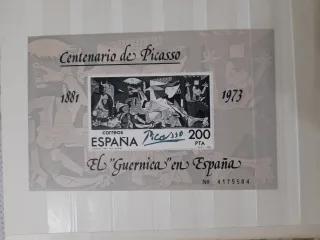 Centenario de Picasso
1881
1973
CORREOS
ESPAÑA
Picasso
200
PTA
El "Guernica" en España
Nº 4175584